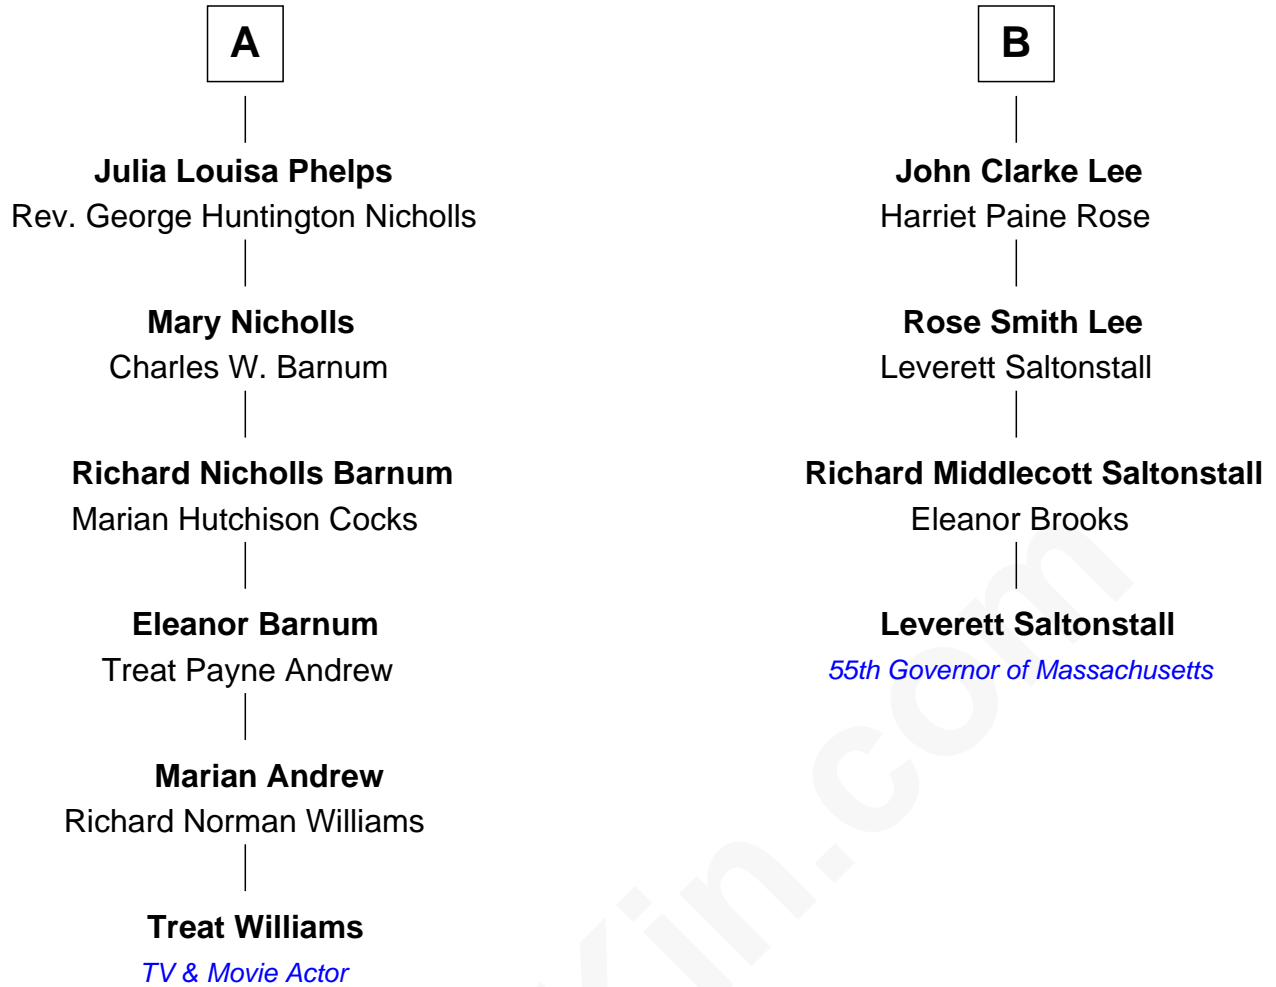 A
Julia Louisa Phelps
Rev. George Huntington Nicholls
Mary Nicholls
Charles W. Barnum
Richard Nicholls Barnum
Marian Hutchison Cocks
Eleanor Barnum
Treat Payne Andrew
Marian Andrew
Richard Norman Williams
Treat Williams
TV & Movie Actor
B
John Clarke Lee
Harriet Paine Rose
Rose Smith Lee
Leverett Saltonstall
Richard Middlecott Saltonstall
Eleanor Brooks
Leverett Saltonstall
55th Governor of Massachusetts
Kin.com